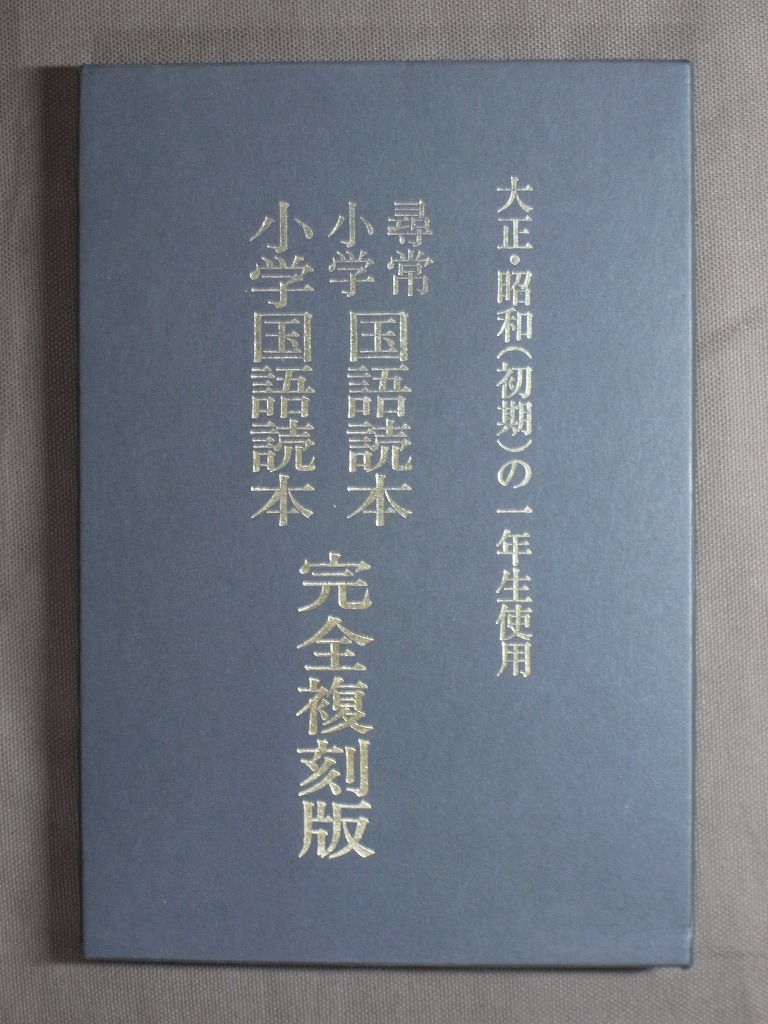 大正・昭和(初期)の一年生使用
尋常小学国語読本
小学国語読本
完全複刻版